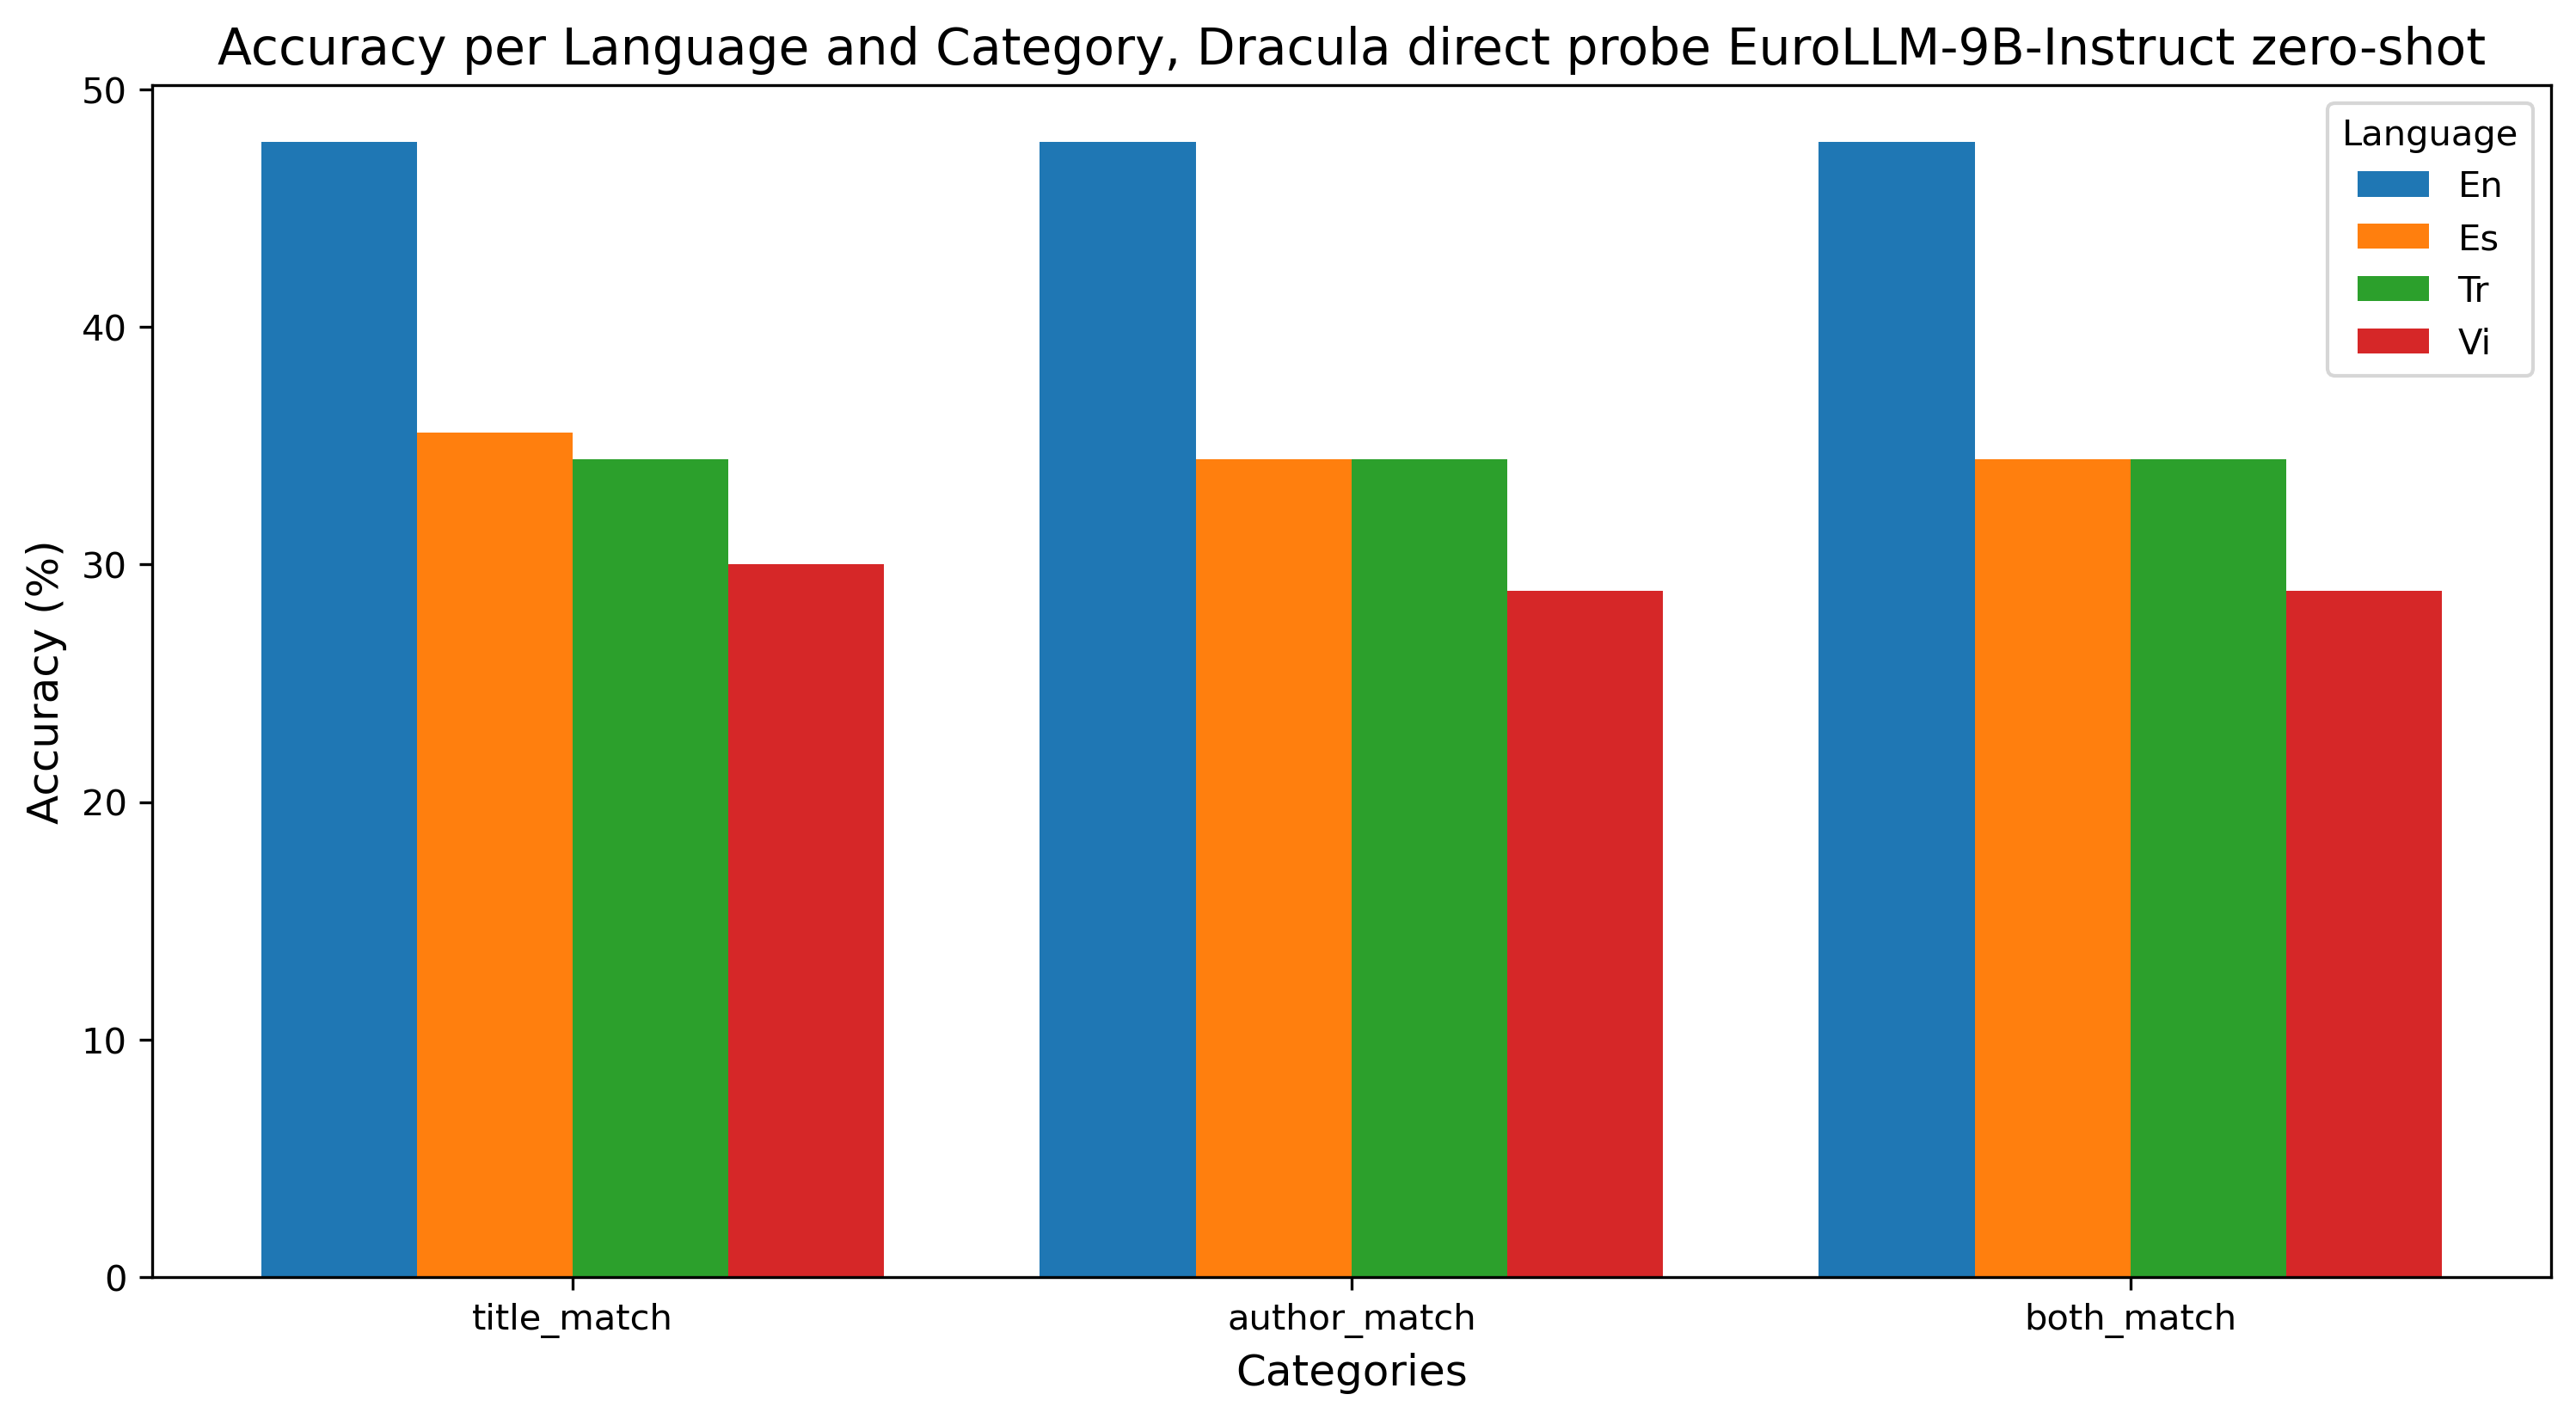 Accuracy per Language and Category, Dracula direct probe EuroLLM-9B-Instruct zero-shot
Accuracy (%)
50
40
30
20
10
0
Language
En
Es
Tr
Vi
title_match
author_match
both_match
Categories